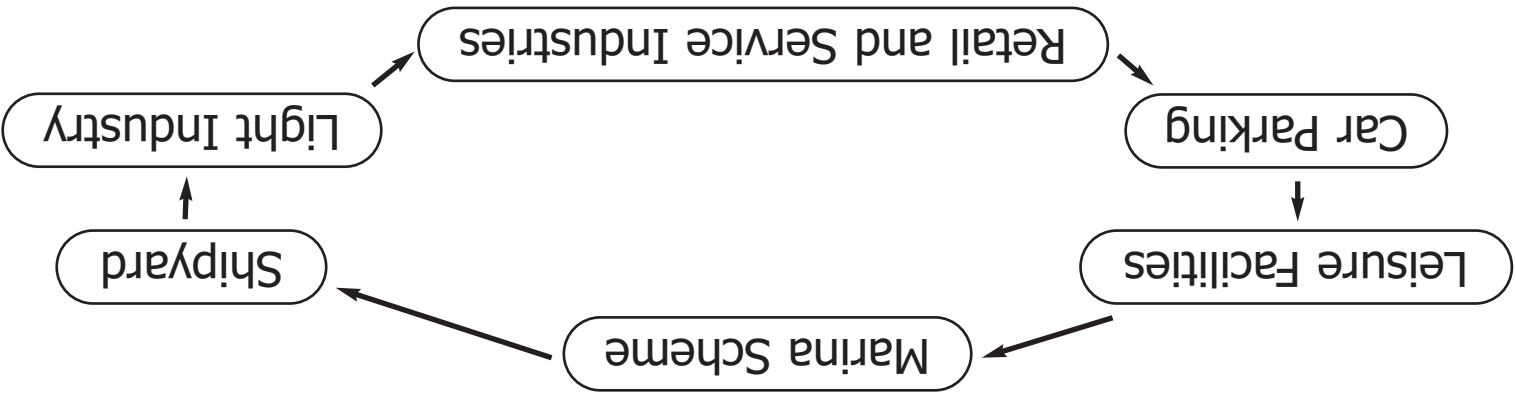 Marina Scheme
Leisure Facilities
Shipyard
Car Parking
Light Industry
Retail and Service Industries